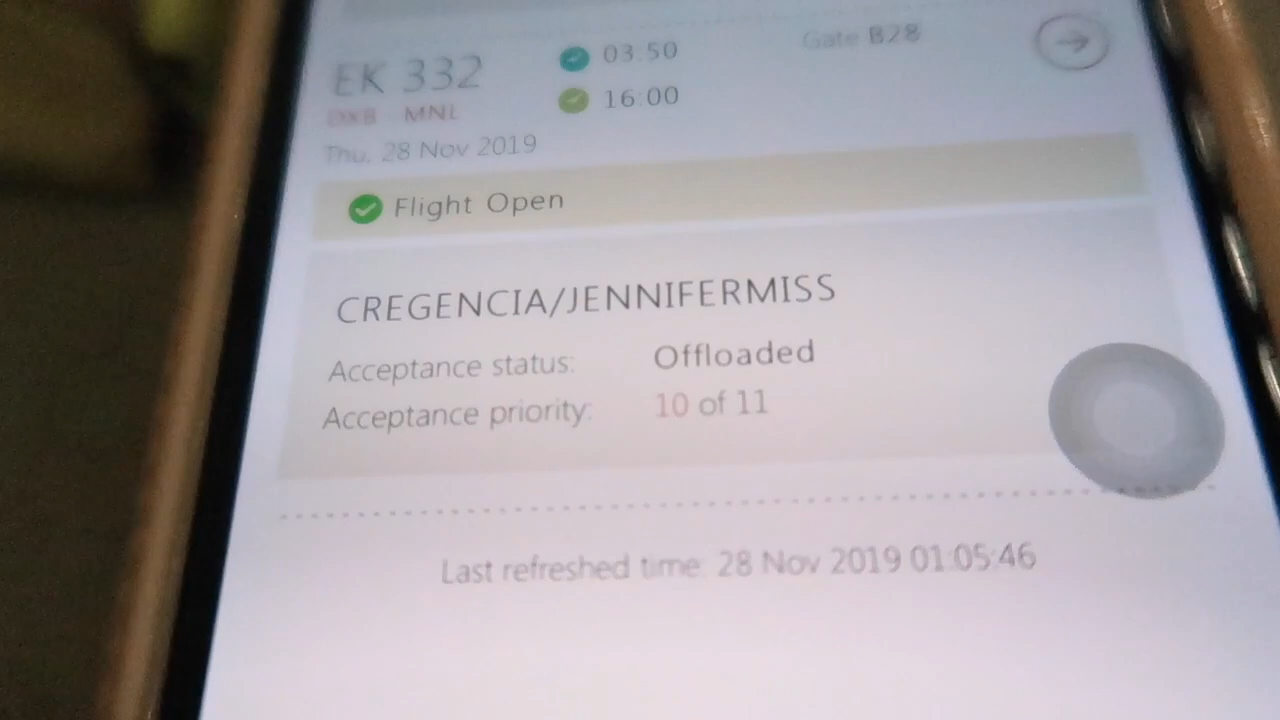 EK 332 03:50 Gate B28
DXB MNL 16:00
Thu, 28 Nov 2019
Flight Open
CREGENCIA/JENNIFERMISS
Acceptance status: Offloaded
Acceptance priority: 10 of 11
Last refreshed time: 28 Nov 2019 01:05:46